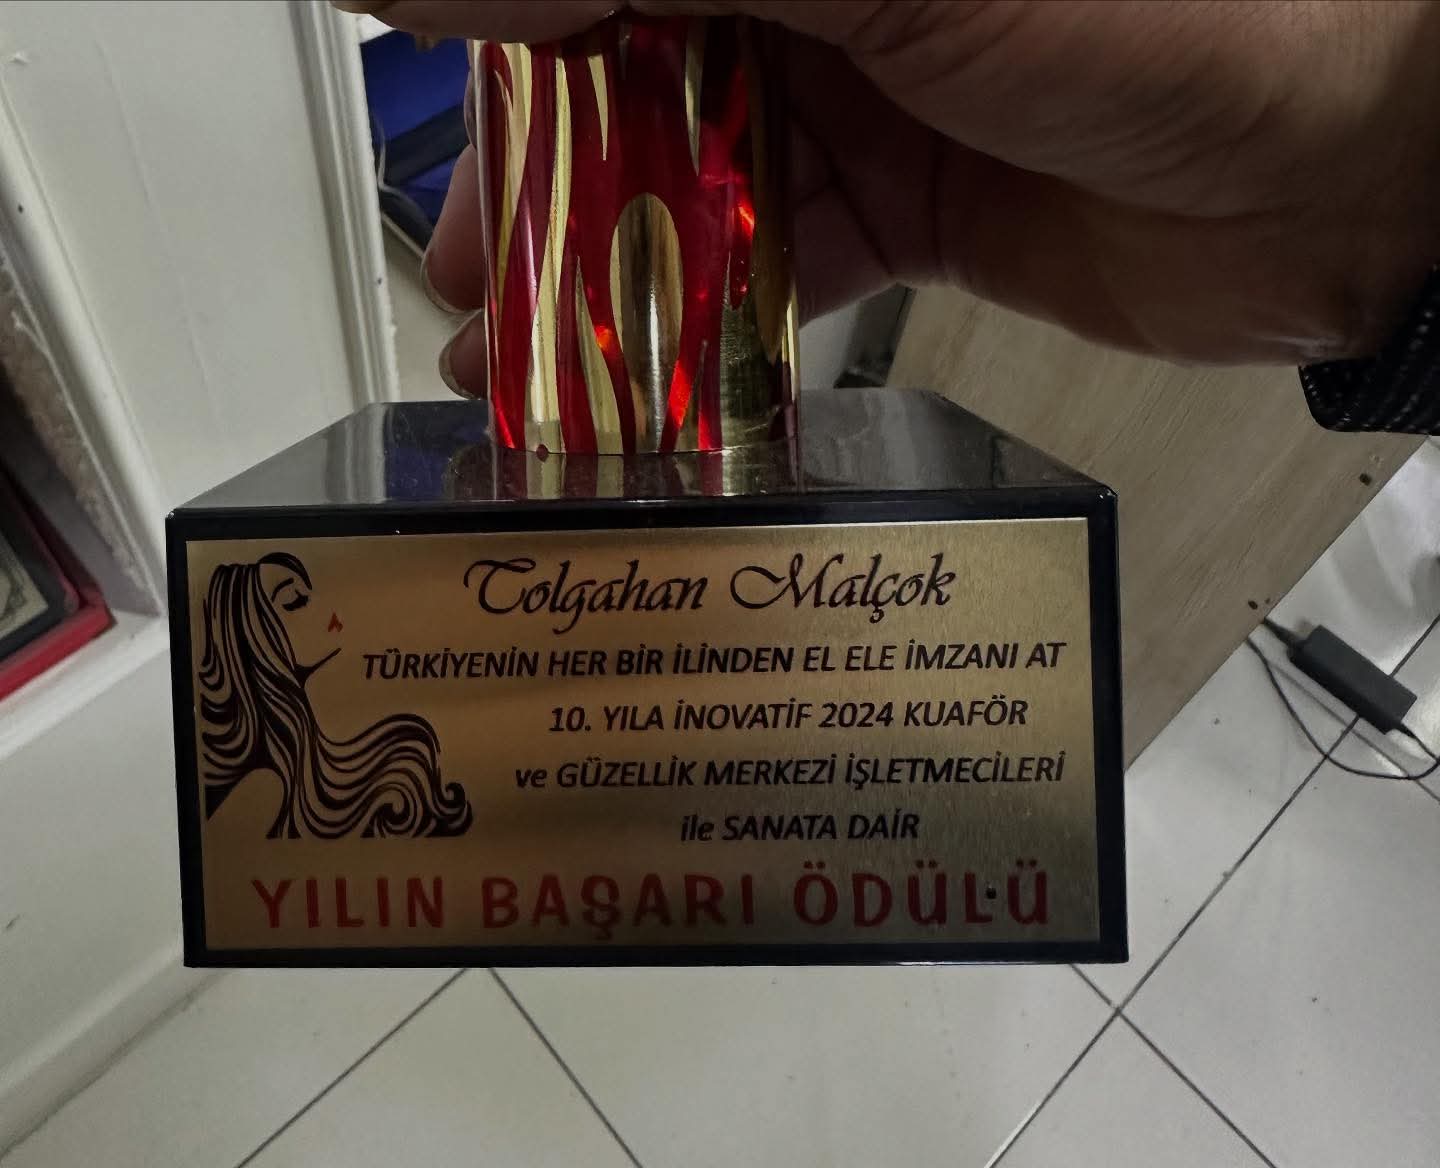 Tolgahan Malçok
TÜRKİYENİN HER BİR İLİNDEN EL ELE İMZANI AT
10. YILA İNOVATİF 2024 KUAFÖR
ve GÜZELLİK MERKEZİ İŞLETMECİLERİ
ile SANATA DAİR
YILIN BAŞARI ÖDÜLÜ